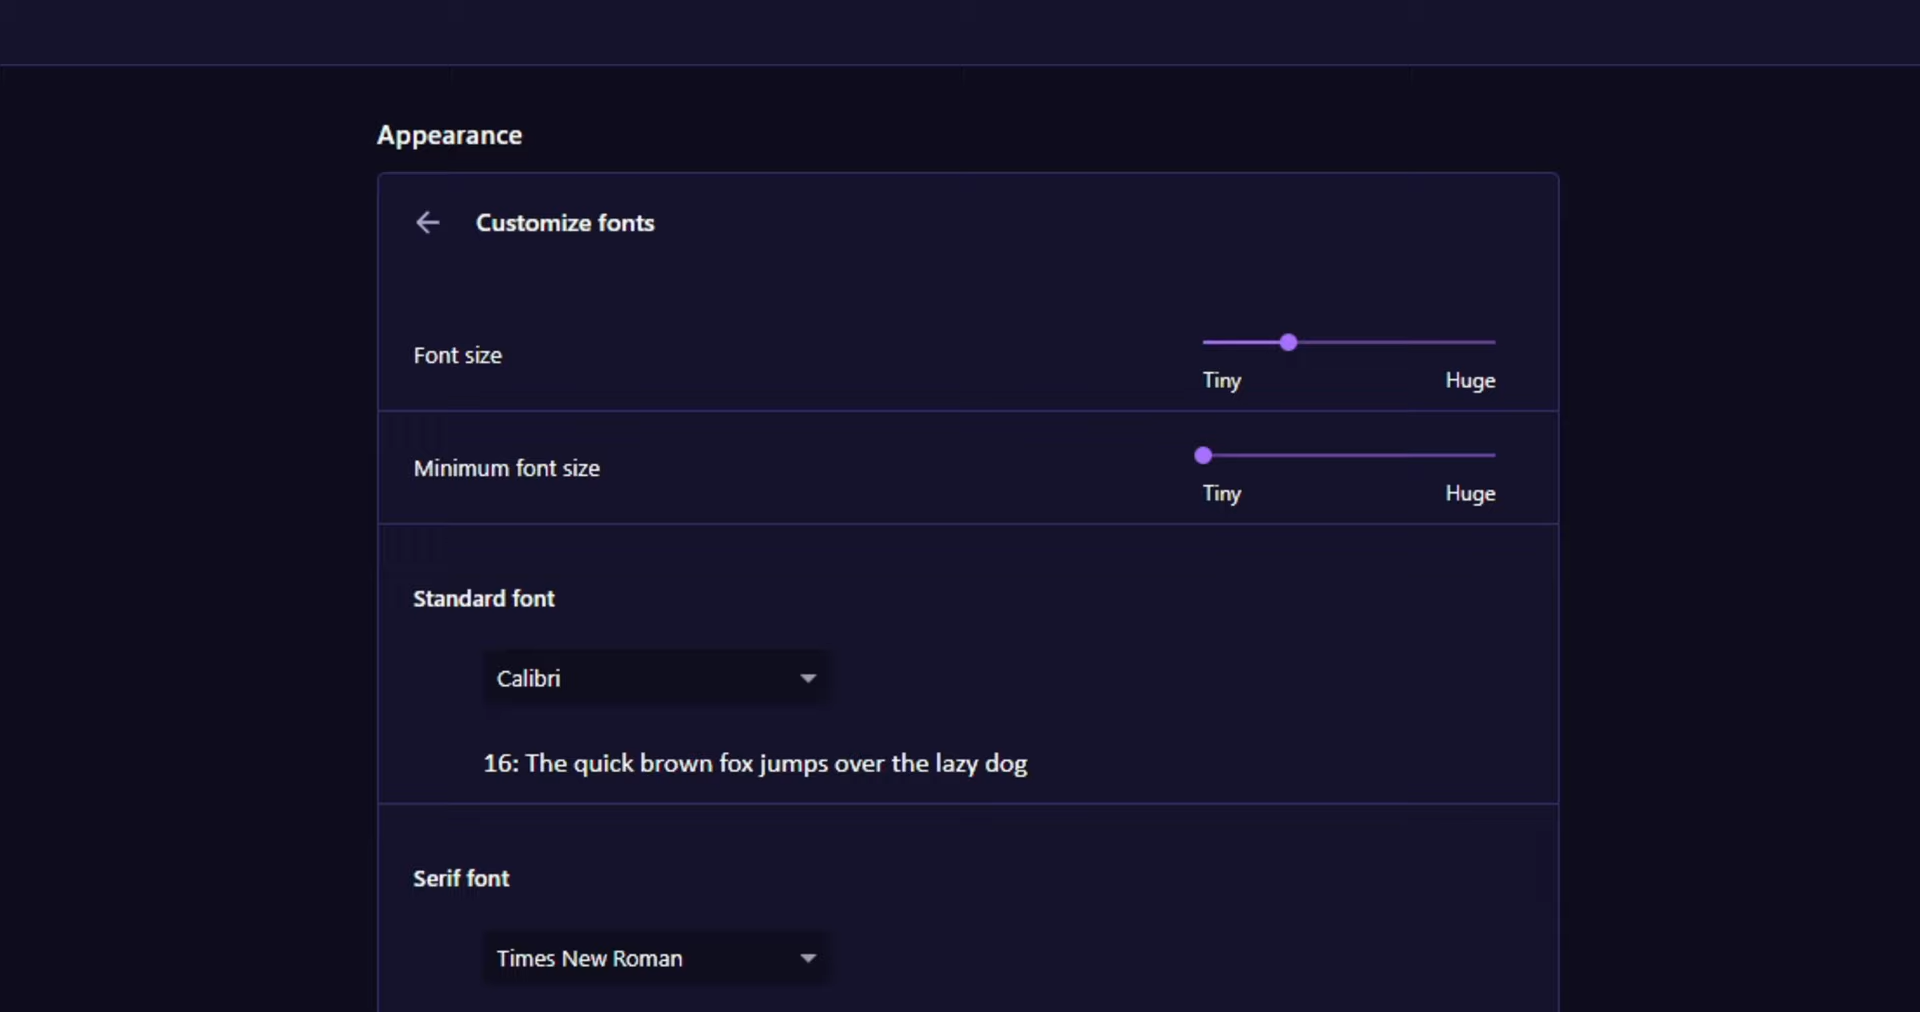 Appearance
Customize fonts
Font size
Tiny Huge
Minimum font size
Tiny Huge
Standard font
Calibri
16: The quick brown fox jumps over the lazy dog
Serif font
Times New Roman